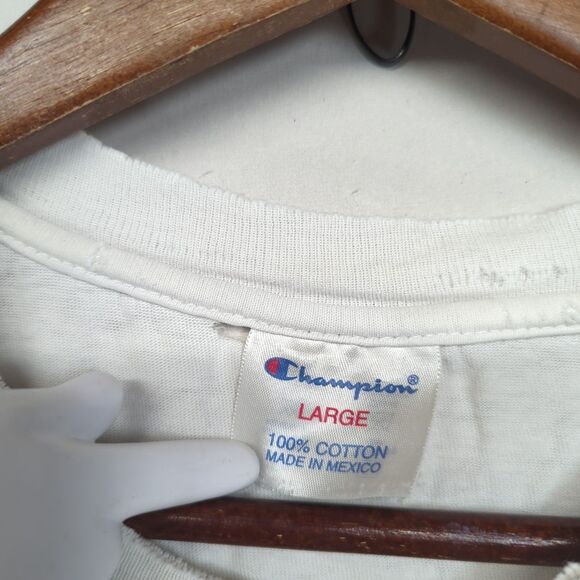 Champion®
LARGE
100% COTTON
MADE IN MEXICO